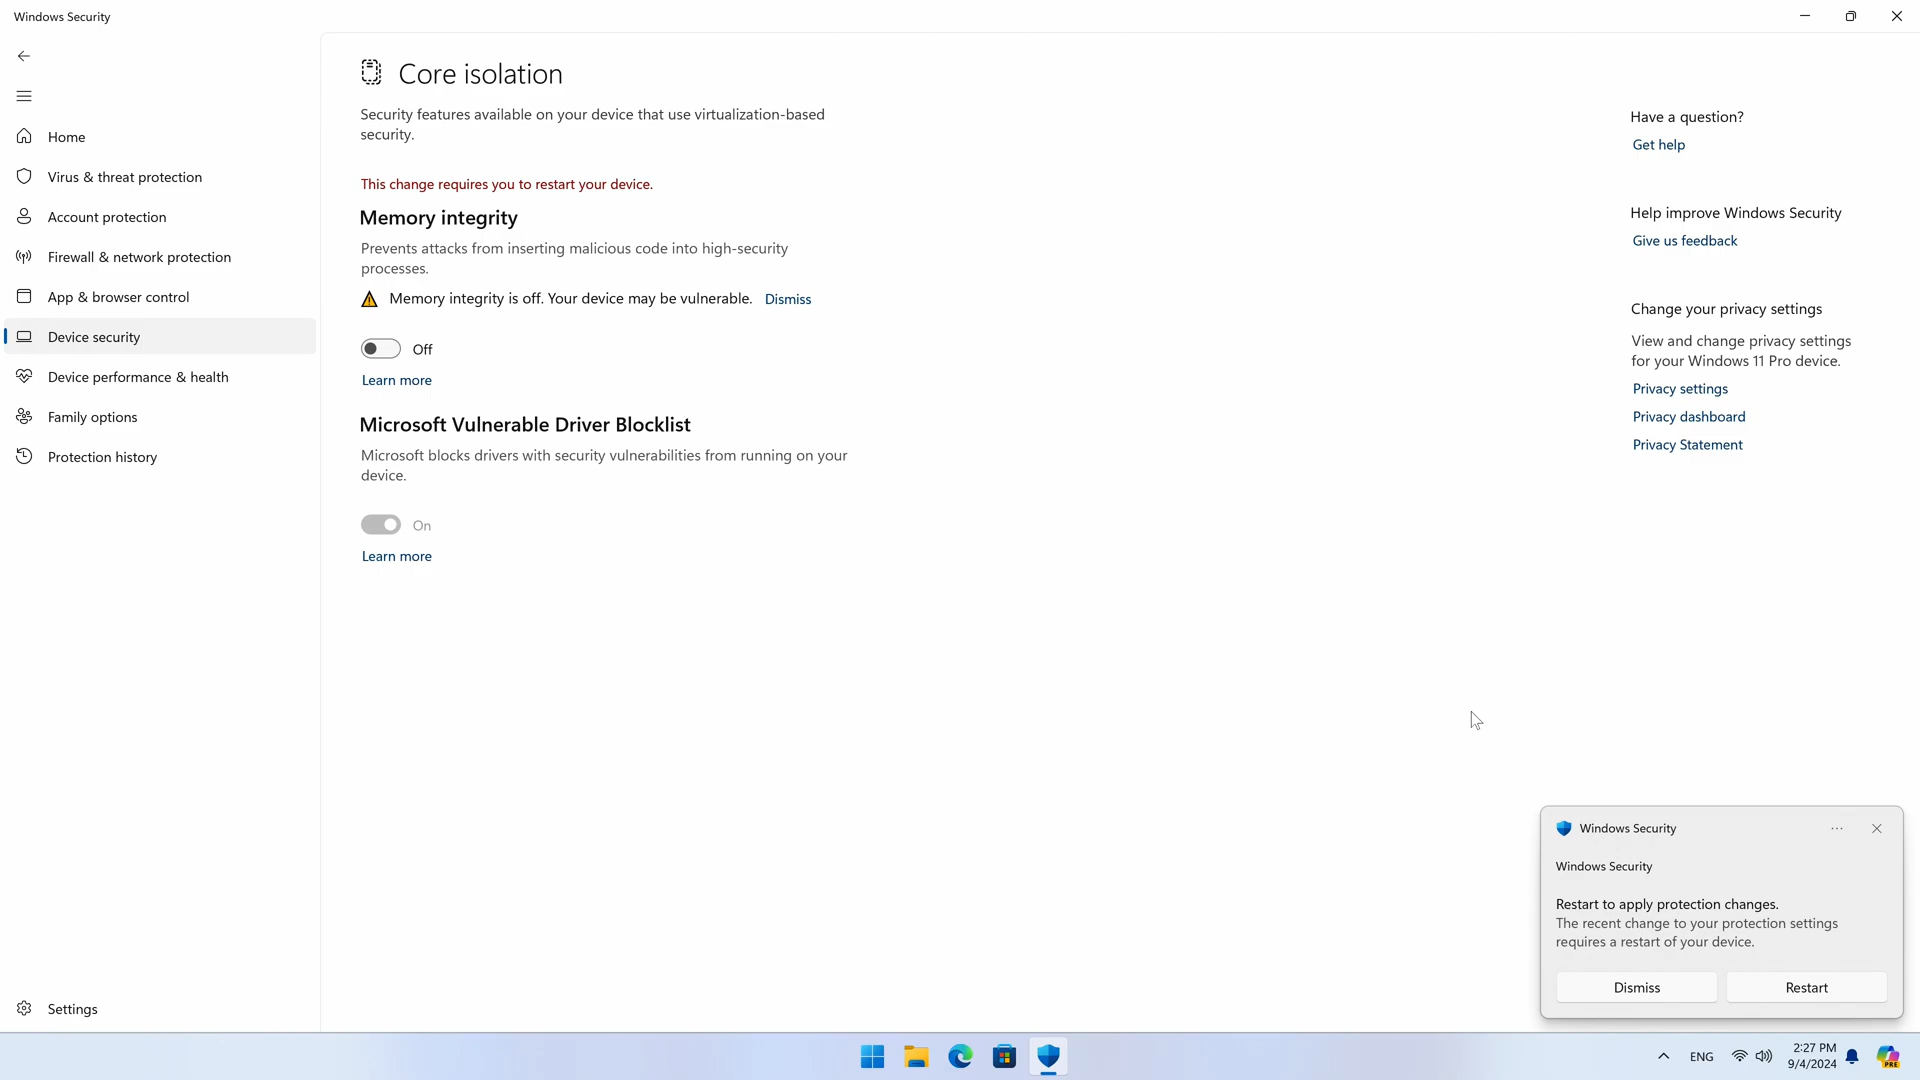 Windows Security
Home
Virus & threat protection
Account protection
Firewall & network protection
App & browser control
Device security
Device performance & health
Family options
Protection history
Settings
Core isolation
Security features available on your device that use virtualization-based
security.
This change requires you to restart your device.
Memory integrity
Prevents attacks from inserting malicious code into high-security
processes.
Memory integrity is off. Your device may be vulnerable. Dismiss
Off
Learn more
Microsoft Vulnerable Driver Blocklist
Microsoft blocks drivers with security vulnerabilities from running on your
device.
On
Learn more
Have a question?
Get help
Help improve Windows Security
Give us feedback
Change your privacy settings
View and change privacy settings
for your Windows 11 Pro device.
Privacy settings
Privacy dashboard
Privacy Statement
Windows Security
Windows Security
Restart to apply protection changes.
The recent change to your protection settings
requires a restart of your device.
Dismiss Restart
ENG
2:27 PM
9/4/2024
PRE